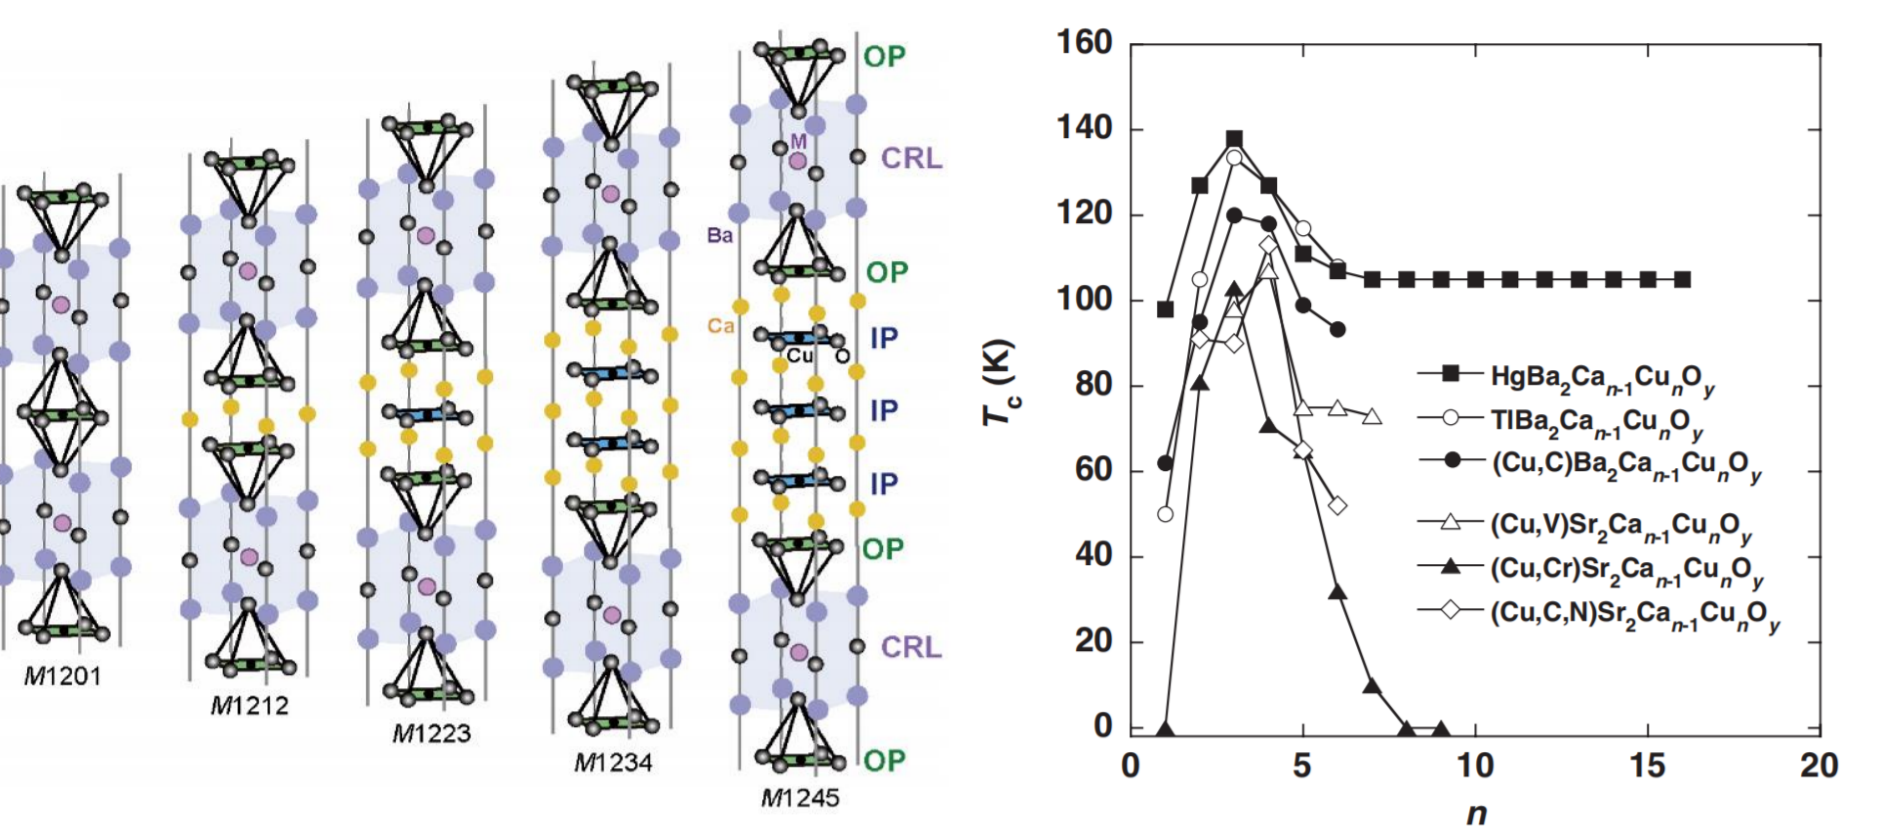 OP
M
CRL
Ba
OP
Ca
IP
Cu O
IP
IP
OP
CRL
OP
M1201
M1212
M1223
M1234
M1245
160
140
120
100
80
60
40
20
0
Tc (K)
0 5 10 15 20
n
HgBa2Can-1CunOy
TlBa2Can-1CunOy
(Cu,C)Ba2Can-1CunOy
(Cu,V)Sr2Can-1CunOy
(Cu,Cr)Sr2Can-1CunOy
(Cu,C,N)Sr2Can-1CunOy